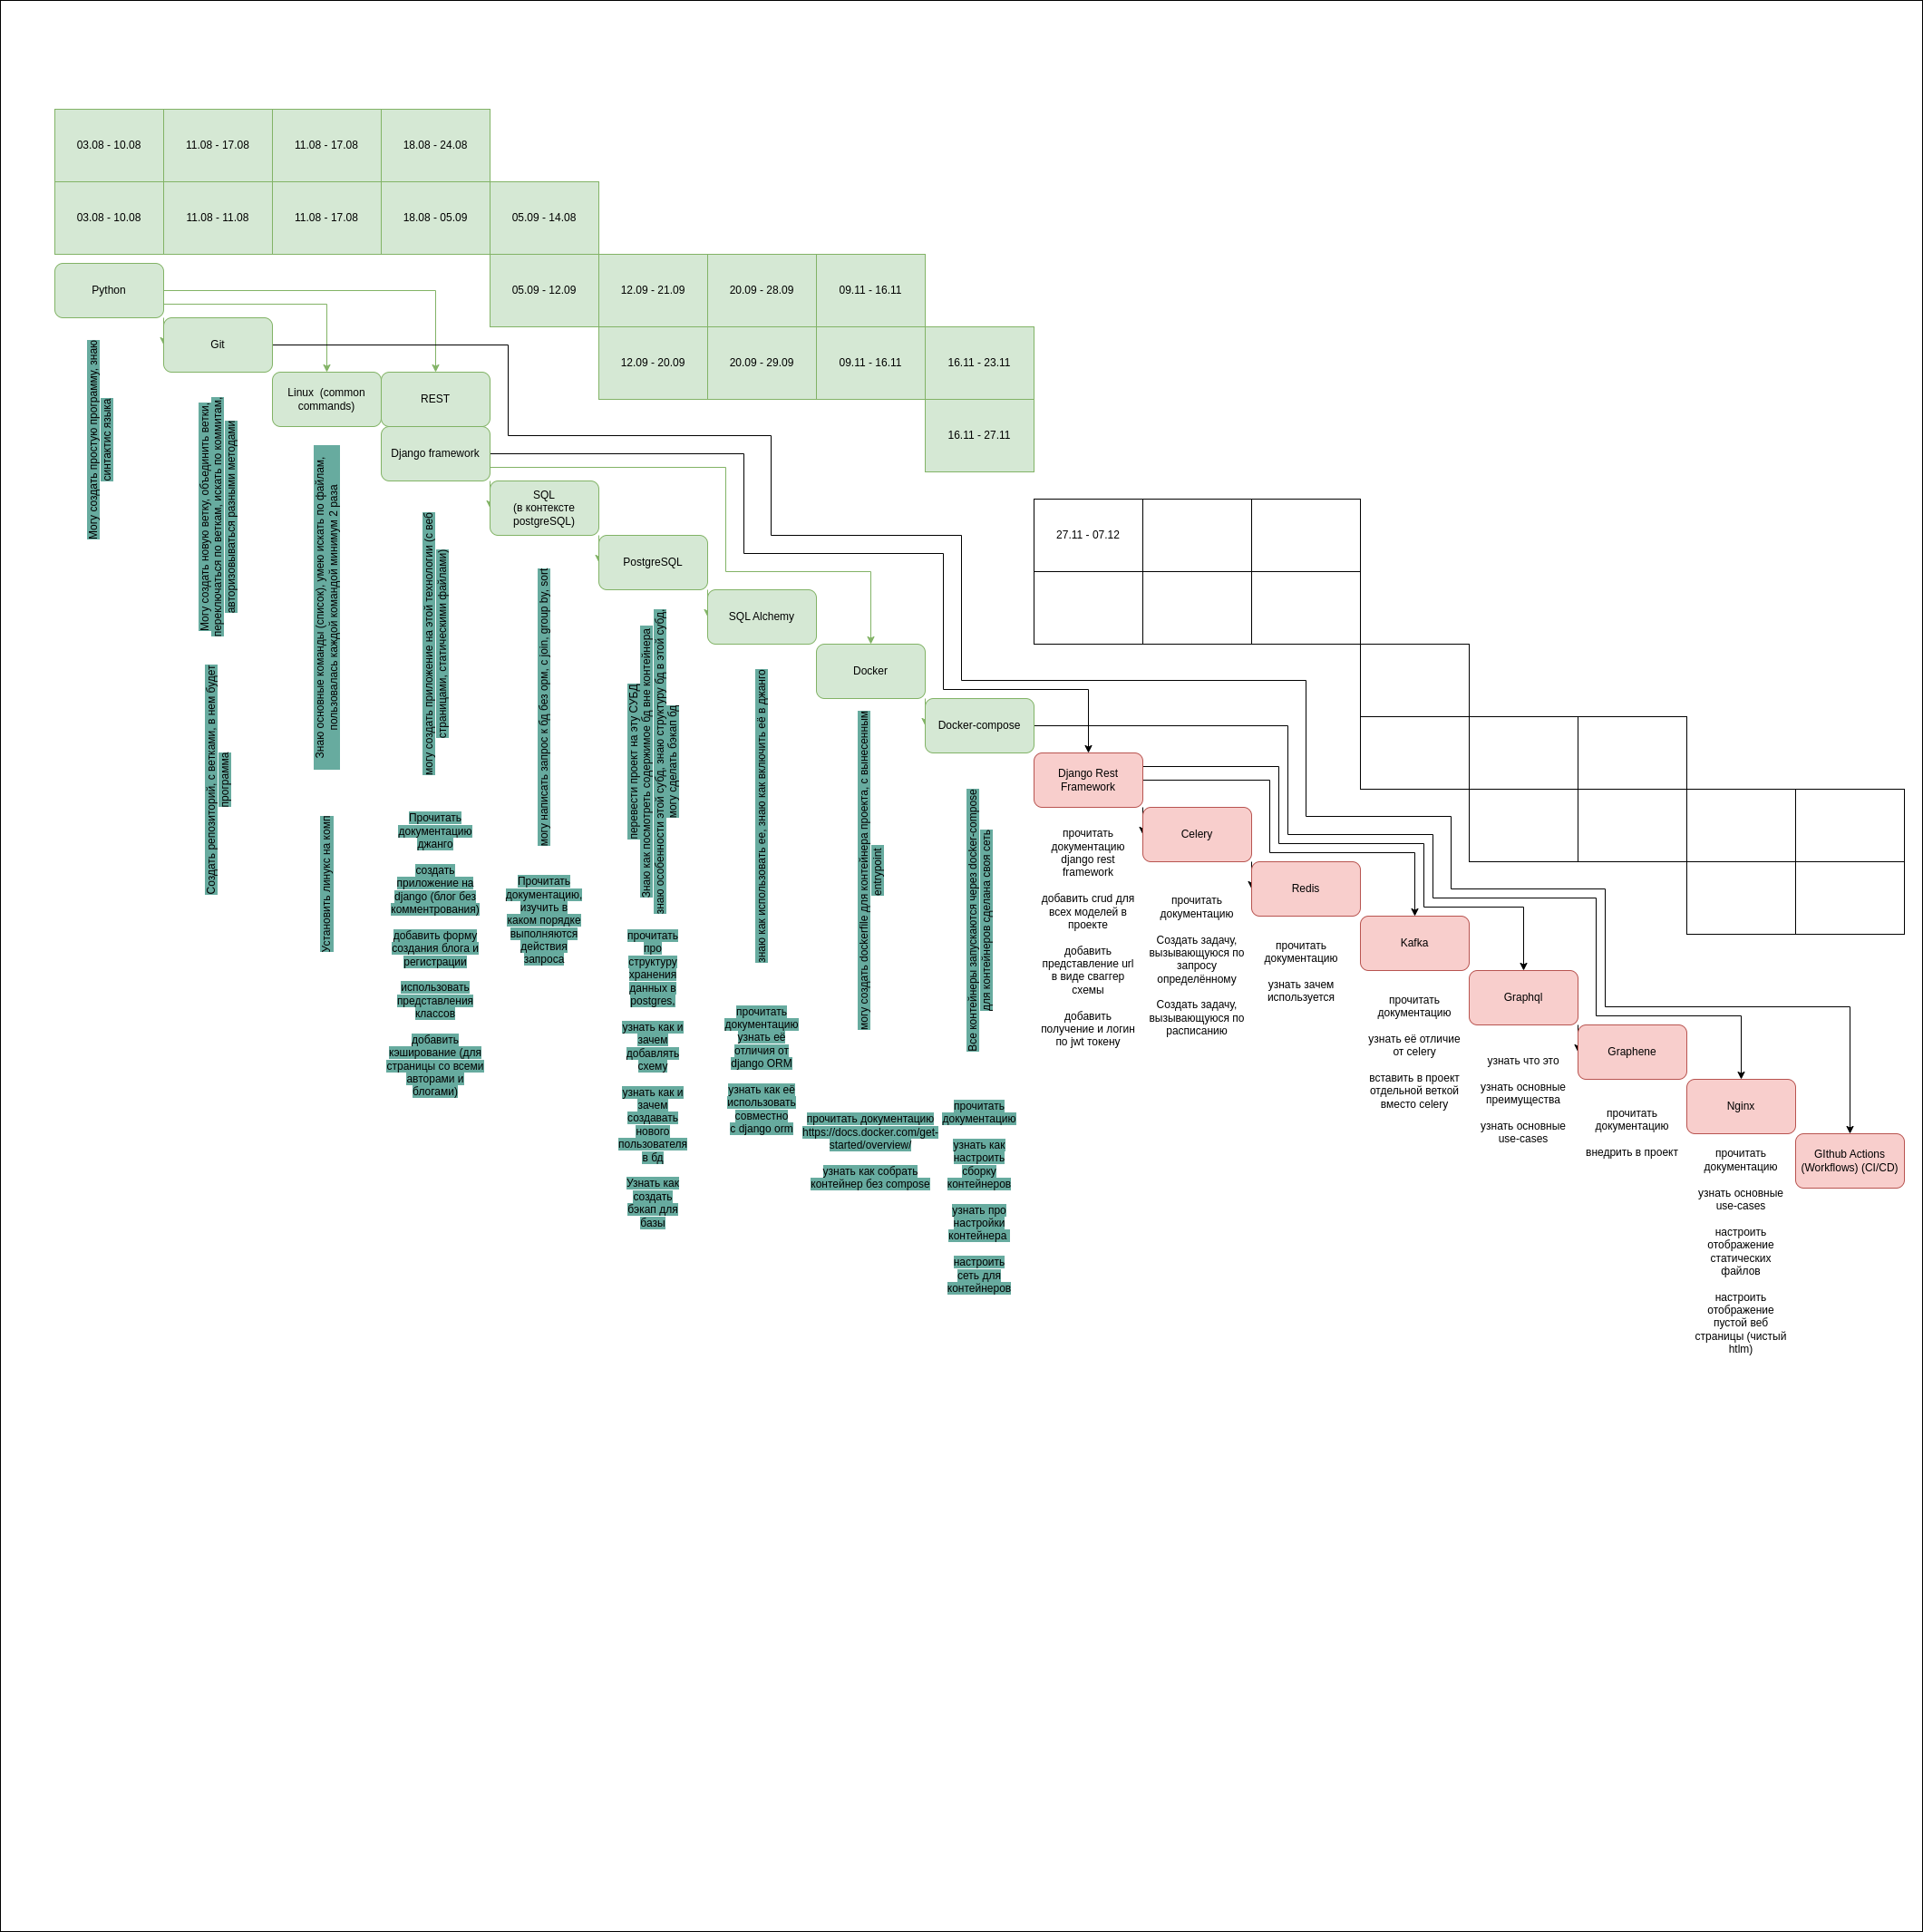 03.08 - 10.08
11.08 - 17.08
11.08 - 17.08
18.08 - 24.08
03.08 - 10.08
11.08 - 11.08
11.08 - 17.08
18.08 - 05.09
05.09 - 14.08
05.09 - 12.09
12.09 - 21.09
20.09 - 28.09
09.11 - 16.11
12.09 - 20.09
20.09 - 29.09
09.11 - 16.11
16.11 - 23.11
16.11 - 27.11
27.11 - 07.12
Python
Могу создать простую программу, знаю
синтактис языка
Git
Могу создать новую ветку, объединить ветки,
переключаться по веткам, искать по коммитам,
авторизовываться разными методами
Создать репозиторий, с ветками, в нем будет
программа
Linux (common
commands)
Знаю основные команды (список), умею искать по файлам,
пользовалась каждой командой минимум 2 раза
Установить линукс на комп
REST
Django framework
могу создать приложение на этой технологии (с веб
страницами, статическими файлами)
Прочитать
документацию
джанго
создать
приложение на
django (блог без
комментрования)
добавить форму
создания блога и
регистрации
использовать
представления
классов
добавить
кэширование (для
страницы со всеми
авторами и
блогами)
SQL
(в контексте
postgreSQL)
могу написать запрос к бд без орм, с join, group by, sort
Прочитать
документацию,
изучить в
каком порядке
выполняются
действия
запроса
PostgreSQL
перевести проект на эту СУБД
Знаю как посмотреть содержимое бд вне контейнера
знаю особенности этой субд, знаю структуру бд в этой субд,
могу сделать бэкап бд
прочитать
про
структуру
хранения
данных в
postgres,
узнать как и
зачем
добавлять
схему
узнать как и
зачем
создавать
нового
пользователя
в бд
Узнать как
создать
бэкап для
базы
SQL Alchemy
знаю как использовать ее, знаю как включить её в джанго
прочитать
документацию
узнать её
отличия от
django ORM
узнать как её
использовать
совместно
с django orm
Docker
могу создать dockerfile для контейнера проекта, с вынесенным
entrypoint
прочитать документацию
https://docs.docker.com/get-
started/overview/
узнать как собрать
контейнер без compose
Docker-compose
Все контейнеры запускаются через docker-compose
для контейнеров сделана своя сеть
прочитать
документацию
узнать как
настроить
сборку
контейнеров
узнать про
настройки
контейнера
настроить
сеть для
контейнеров
Django Rest
Framework
прочитать
документацию
django rest
framework
добавить crud для
всех моделей в
проекте
добавить
представление url
в виде сваггер
схемы
добавить
получение и логин
по jwt токену
Celery
прочитать
документацию
Создать задачу,
вызывающуюся по
запросу
определённому
Создать задачу,
вызывающуюся по
расписанию
Redis
прочитать
документацию
узнать зачем
используется
Kafka
прочитать
документацию
узнать её отличие
от celery
вставить в проект
отдельной веткой
вместо celery
Graphql
узнать что это
узнать основные
преимущества
узнать основные
use-cases
Graphene
прочитать
документацию
внедрить в проект
Nginx
прочитать
документацию
узнать основные
use-cases
настроить
отображение
статических
файлов
настроить
отображение
пустой веб
страницы (чистый
htlm)
GIthub Actions
(Workflows) (CI/CD)